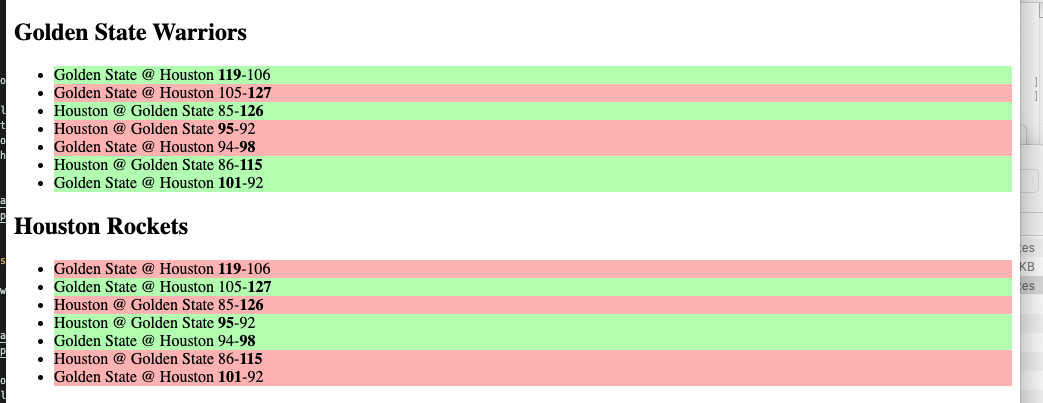 Golden State Warriors
Golden State @ Houston 119-106
Golden State @ Houston 105-127
Houston @ Golden State 85-126
Houston @ Golden State 95-92
Golden State @ Houston 94-98
Houston @ Golden State 86-115
Golden State @ Houston 101-92
Houston Rockets
Golden State @ Houston 119-106
Golden State @ Houston 105-127
Houston @ Golden State 85-126
Houston @ Golden State 95-92
Golden State @ Houston 94-98
Houston @ Golden State 86-115
Golden State @ Houston 101-92
KB